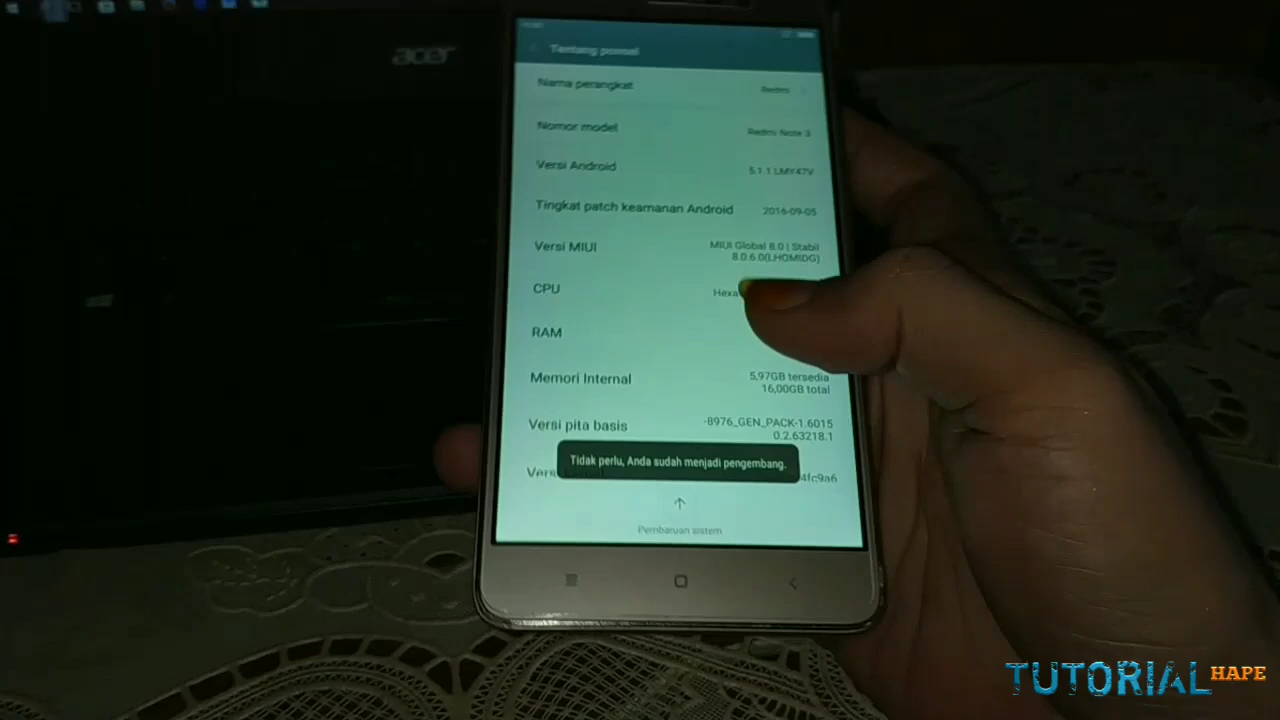 acer
Tentang ponsel
Nama perangkat
Redmi
Nomor model
Redmi Note 3
Versi Android
5.1.1 LMY47V
Tingkat patch keamanan Android
2016-09-05
Versi MIUI
MIUI Global 8.0 | Stabil
8.0.6.0(LHOMIDG)
CPU
Hexa
RAM
Memori Internal
5,97GB tersedia
16,00GB total
Versi pita basis
-8976_GEN_PACK-1.6015
0.2.63218.1
Tidak perlu, Anda sudah menjadi pengembang.
Versi
4fc9a6
Pembaruan sistem
TUTORIAL HAPE